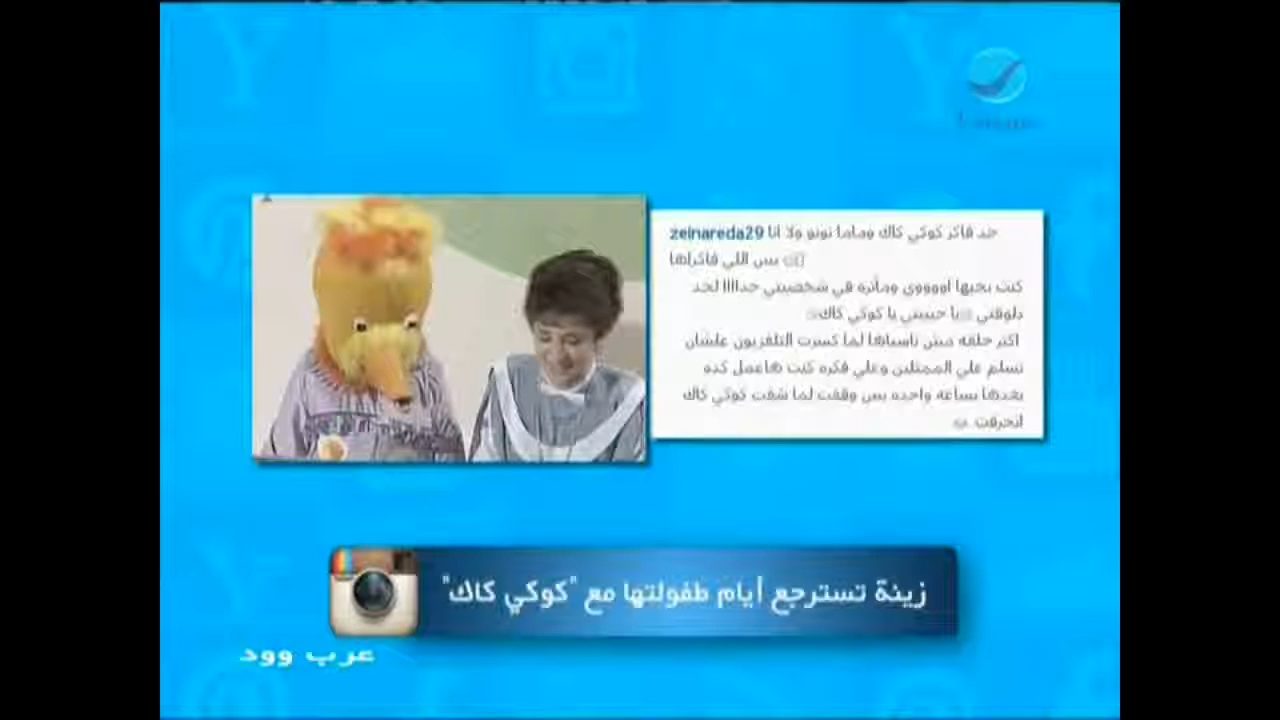 zeinareda29 حد فاكر كوكي كاك وماما نونو ولا انا
بس اللي فاكراها
كنت بحبها اووووي ومأثره في شخصيتي جدااااا لحد
دلوقتي يا حبيبتي يا كوكي كاك
اكتر حلقه مش ناسياها لما كسرت التلفزيون علشان
تسلم علي الممثلين وعلي فكره كنت هاعمل كده
بعدها بساعه واحده بس وقفت لما شفت كوكي كاك
اتحرقت
زينة تسترجع أيام طفولتها مع "كوكي كاك"
عرب وود